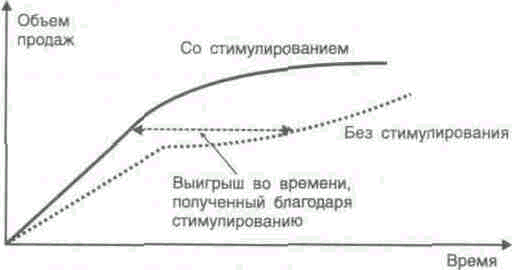 Объем
продаж
Со стимулированием
Без стимулирования
Выигрыш во времени,
полученный благодаря
стимулированию
Время